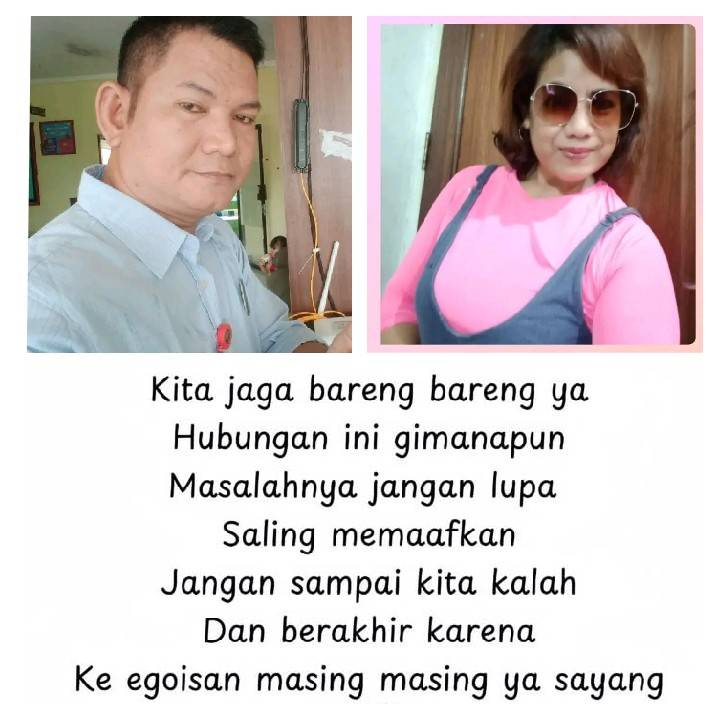 Kita jaga bareng bareng ya
Hubungan ini gimanapun
Masalahnya jangan lupa
Saling memaafkan
Jangan sampai kita kalah
Dan berakhir karena
Ke egoisan masing masing ya sayang